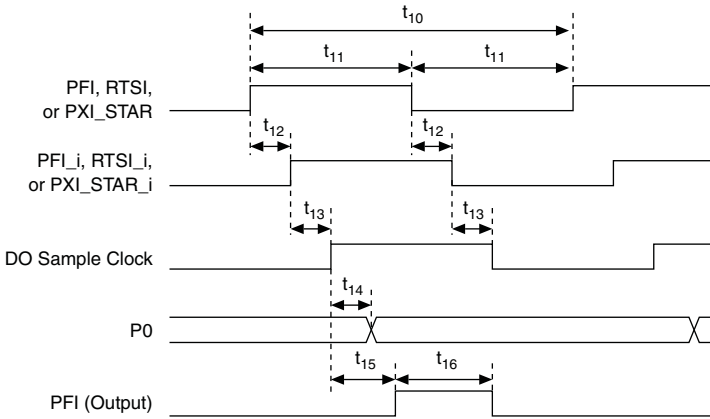 t10
t11 t11
PFI, RTSI,
or PXI_STAR
t12 t12
PFI_i, RTSI_i,
or PXI_STAR_i
t13 t13
DO Sample Clock
t14
P0
t15 t16
PFI (Output)